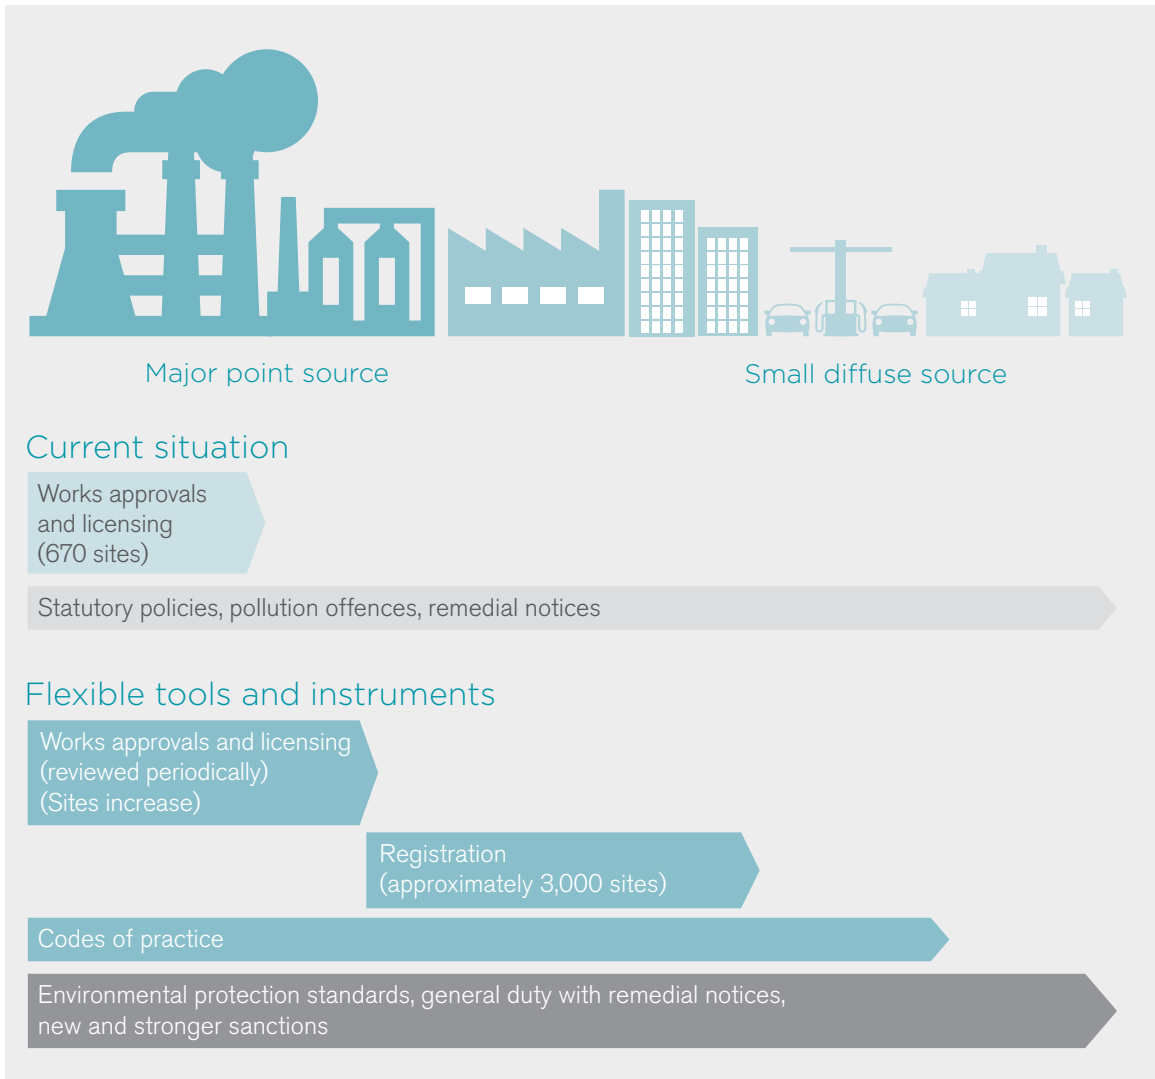 Major point source
Small diffuse source
Current situation
Works approvals
and licensing
(670 sites)
Statutory policies, pollution offences, remedial notices
Flexible tools and instruments
Works approvals and licensing
(reviewed periodically)
(Sites increase)
Registration
(approximately 3,000 sites)
Codes of practice
Environmental protection standards, general duty with remedial notices,
new and stronger sanctions